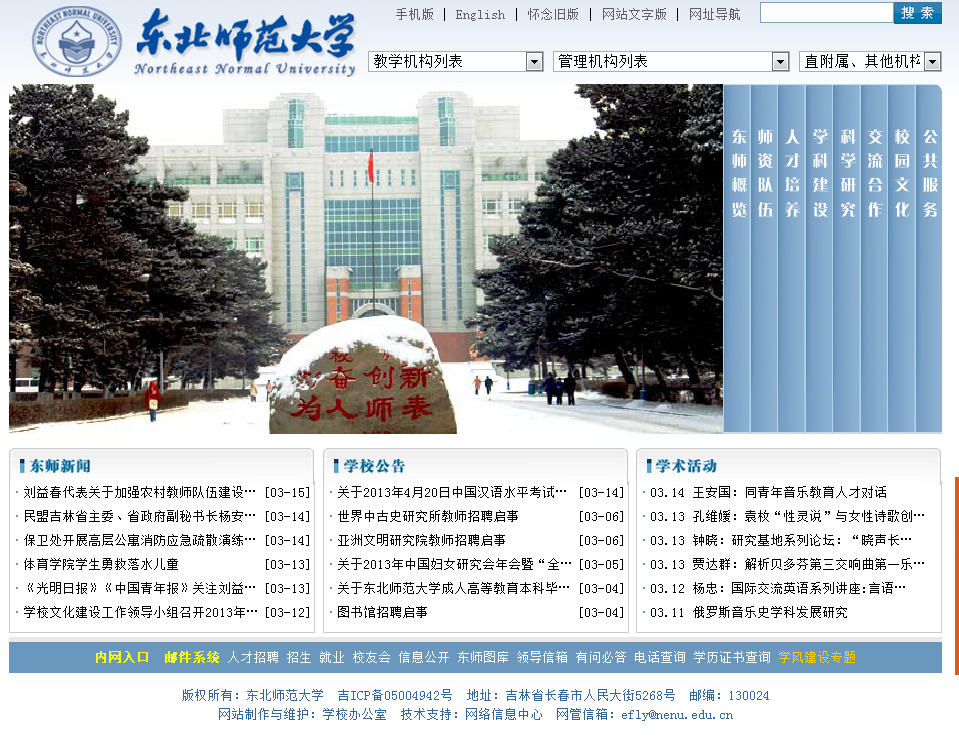 手机版 | English | 怀念旧版 | 网站文字版 | 网址导航 搜 索
NORTHEAST NORMAL UNIVERSITY
东北师范大学
Northeast Normal University
教学机构列表 管理机构列表 直附属、其他机构
东师概览
师资队伍
人才培养
学科建设
科学研究
交流合作
校园文化
公共服务
奋创新
为人师表
东师新闻
·刘益春代表关于加强农村教师队伍建设… [03-15]
·民盟吉林省主委、省政府副秘书长杨安… [03-14]
·保卫处开展高层公寓消防应急疏散演练… [03-14]
·体育学院学生勇救落水儿童 [03-13]
·《光明日报》《中国青年报》关注刘益… [03-13]
·学校文化建设工作领导小组召开2013年… [03-12]
学校公告
·关于2013年4月20日中国汉语水平考试… [03-14]
·世界中古史研究所教师招聘启事 [03-06]
·亚洲文明研究院教师招聘启事 [03-06]
·关于2013年中国妇女研究会年会暨“全… [03-05]
·关于东北师范大学成人高等教育本科毕… [03-04]
·图书馆招聘启事 [03-04]
学术活动
·03.14 王安国：同青年音乐教育人才对话
·03.13 孔维媛：袁枚“性灵说”与女性诗歌创…
·03.13 钟晓：研究基地系列论坛：“晓声长…
·03.13 贾达群：解析贝多芬第三交响曲第一乐…
·03.12 杨忠：国际交流英语系列讲座:言语…
·03.11 俄罗斯音乐史学科发展研究
内网入口 邮件系统 人才招聘 招生 就业 校友会 信息公开 东师图库 领导信箱 有问必答 电话查询 学历证书查询 学风建设专题
版权所有：东北师范大学 吉ICP备05004942号 地址：吉林省长春市人民大街5268号 邮编：130024
网站制作与维护：学校办公室 技术支持：网络信息中心 网管信箱：efly@nenu.edu.cn